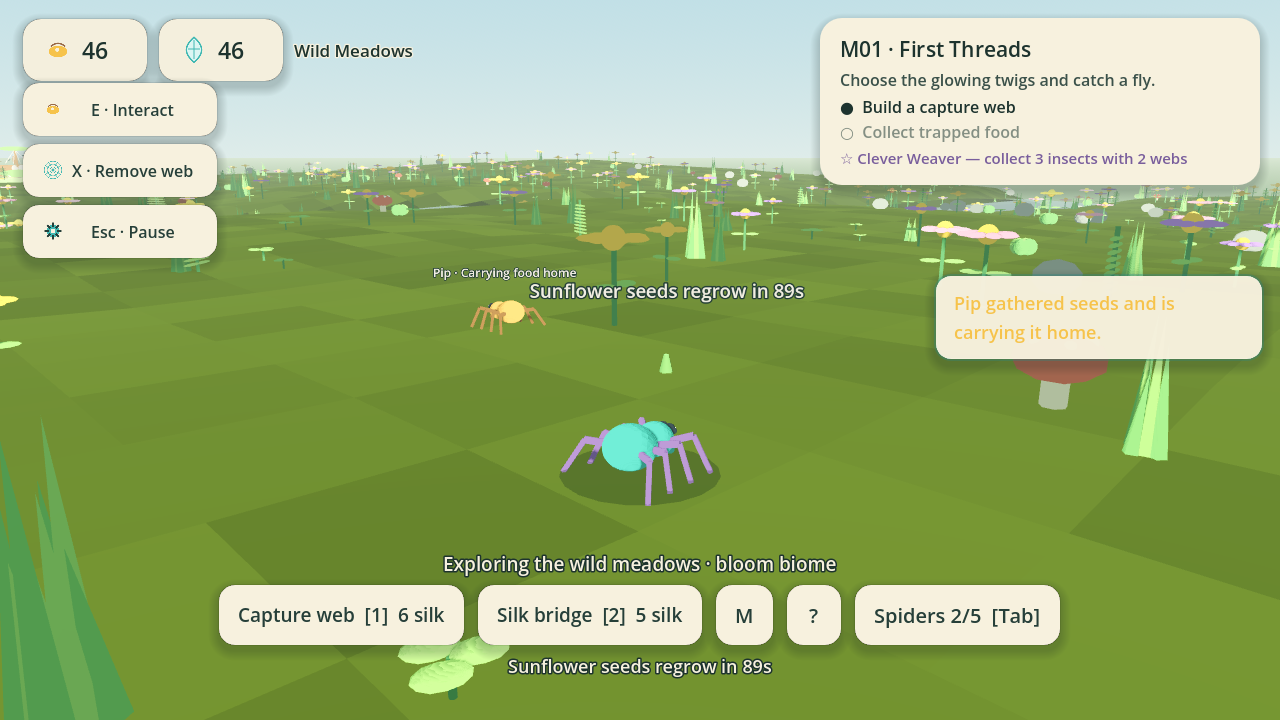 46
46
Wild Meadows
E · Interact
X · Remove web
Esc · Pause
M01 · First Threads
Choose the glowing twigs and catch a fly.
● Build a capture web
○ Collect trapped food
☆ Clever Weaver — collect 3 insects with 2 webs
Pip · Carrying food home
Sunflower seeds regrow in 89s
Pip gathered seeds and is
carrying it home.
Exploring the wild meadows · bloom biome
Capture web [1] 6 silk
Silk bridge [2] 5 silk
M
?
Spiders 2/5 [Tab]
Sunflower seeds regrow in 89s